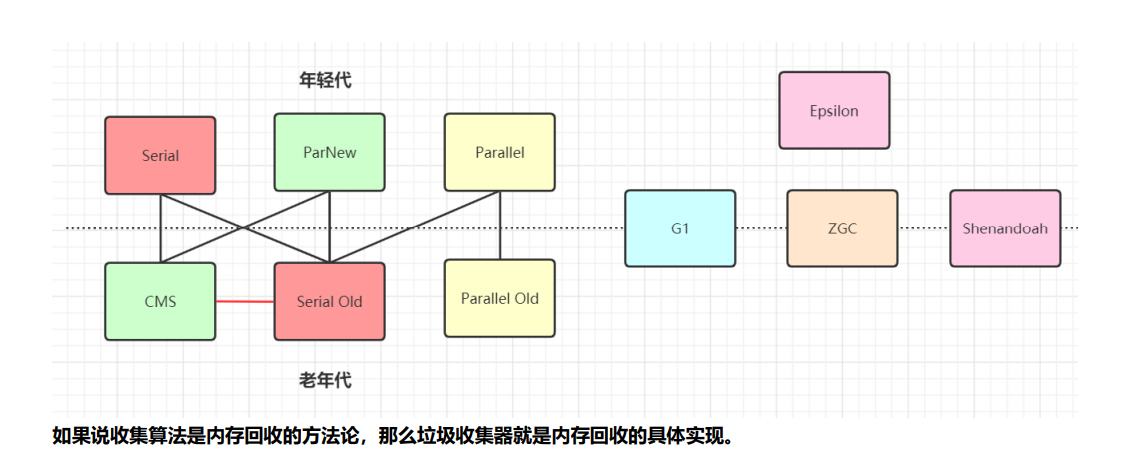 年轻代
Epsilon
Serial
ParNew
Parallel
G1
ZGC
Shenandoah
CMS
Serial Old
Parallel Old
老年代
如果说收集算法是内存回收的方法论，那么垃圾收集器就是内存回收的具体实现。